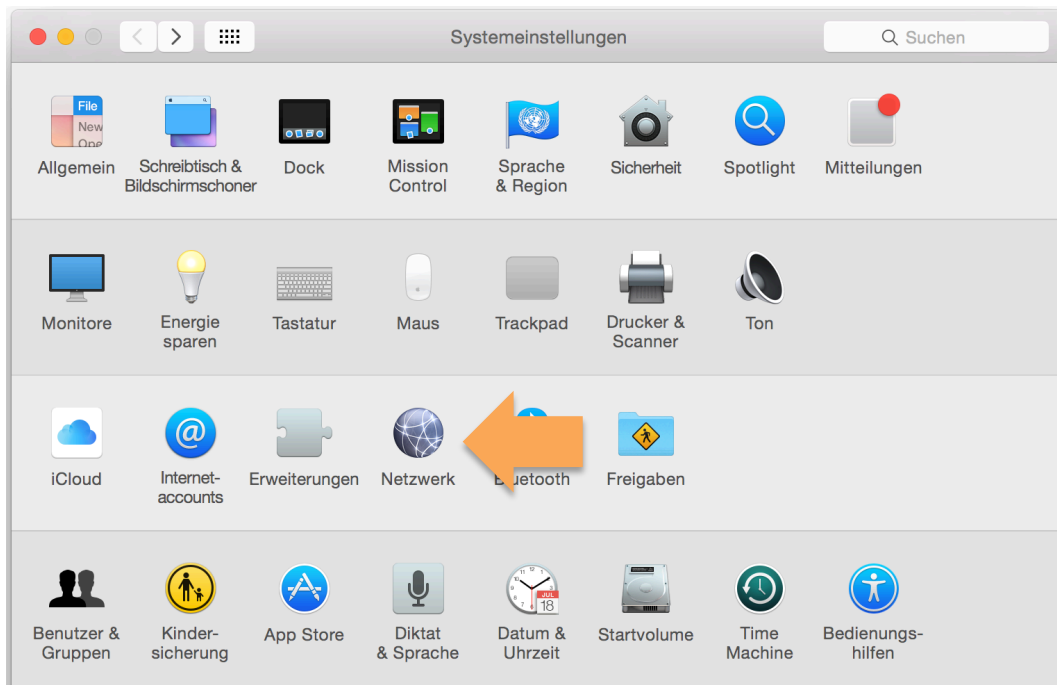 Systemeinstellungen
Suchen
File
New
Ope
Allgemein
Schreibtisch &
Bildschirmschoner
Dock
Mission
Control
Sprache
& Region
Sicherheit
Spotlight
Mitteilungen
Monitore
Energie
sparen
Tastatur
Maus
Trackpad
Drucker &
Scanner
Ton
iCloud
@
Internet-
accounts
Erweiterungen
Netzwerk
Bluetooth
Freigaben
Benutzer &
Gruppen
Kinder-
sicherung
App Store
Diktat
& Sprache
JUL
18
Datum &
Uhrzeit
Startvolume
Time
Machine
Bedienungs-
hilfen